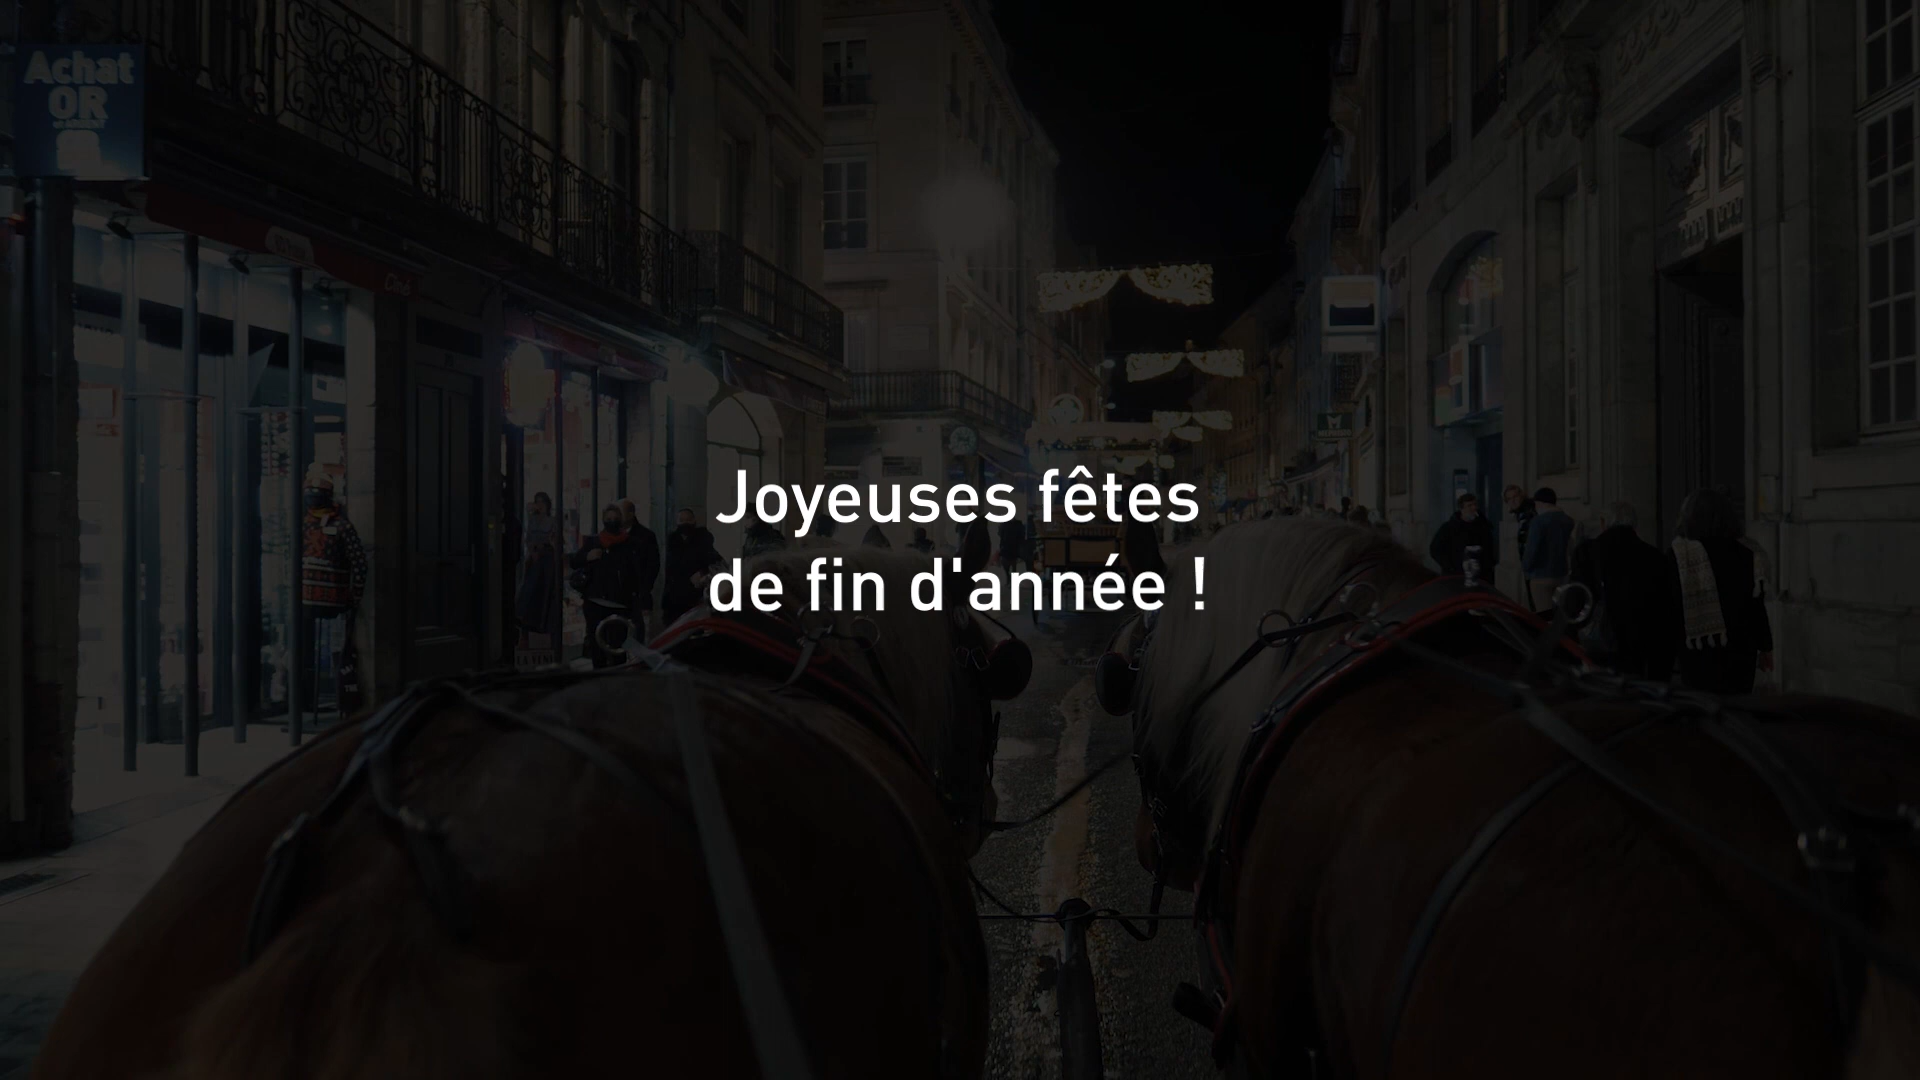 Achat
OR
Joyeuses fêtes
de fin d'année !